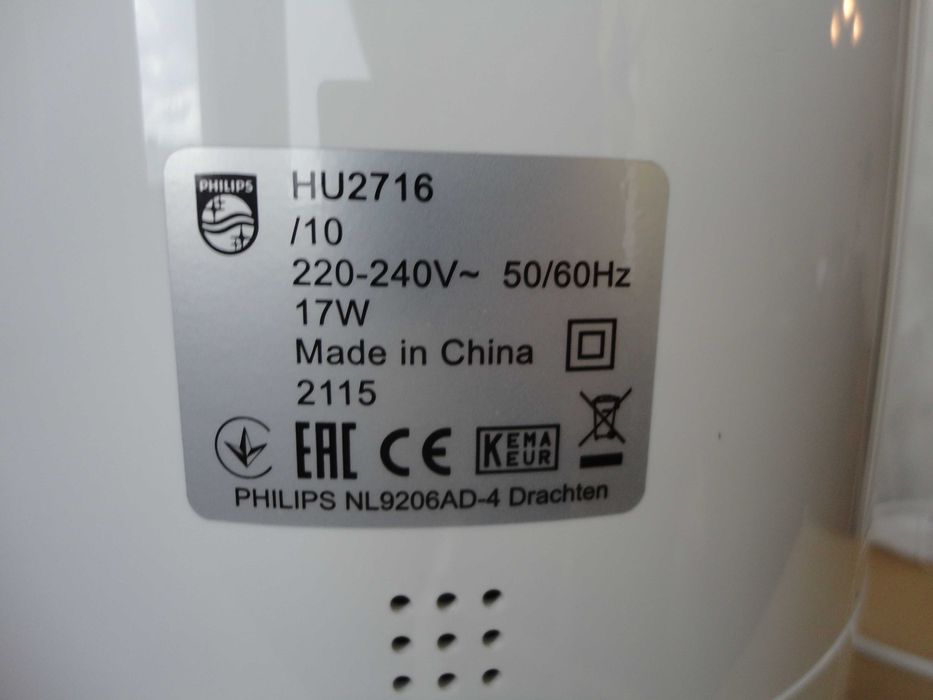 PHILIPS
HU2716
/10
220-240V~ 50/60Hz
17W
Made in China
2115
EAC CE KEMA EUR
PHILIPS NL9206AD-4 Drachten